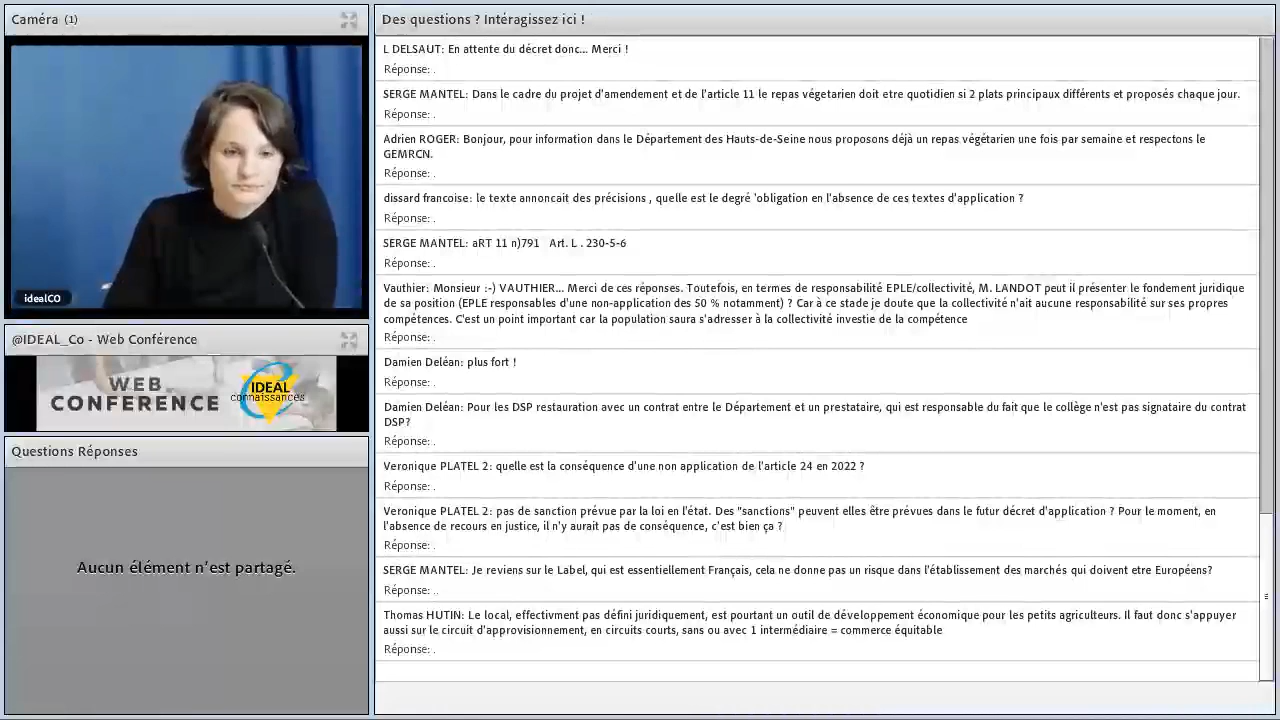 Caméra (1)
idealCO
@IDEAL_Co - Web Conférence
WEB
CONFERENCE
IDÉAL
connaissances
Questions Réponses
Aucun élément n'est partagé.
Des questions ? Intéragissez ici !
L DELSAUT: En attente du décret donc... Merci !
Réponse: .
SERGE MANTEL: Dans le cadre du projet d'amendement et de l'article 11 le repas végetarien doit etre quotidien si 2 plats principaux différents et proposés chaque jour.
Réponse: .
Adrien ROGER: Bonjour, pour information dans le Département des Hauts-de-Seine nous proposons déjà un repas végétarien une fois par semaine et respectons le
GEMRCN.
Réponse: .
dissard francoise: le texte annoncait des précisions , quelle est le degré 'obligation en l'absence de ces textes d'application ?
Réponse: .
SERGE MANTEL: aRT 11 n)791   Art. L . 230-5-6
Réponse: .
Vauthier: Monsieur :-) VAUTHIER... Merci de ces réponses. Toutefois, en termes de responsabilité EPLE/collectivité, M. LANDOT peut il présenter le fondement juridique
de sa position (EPLE responsables d'une non-application des 50 % notamment) ? Car à ce stade je doute que la collectivité n'ait aucune responsabilité sur ses propres
compétences. C'est un point important car la population saura s'adresser à la collectivité investie de la compétence
Réponse: .
Damien Deléan: plus fort !
Réponse: .
Damien Deléan: Pour les DSP restauration avec un contrat entre le Département et un prestataire, qui est responsable du fait que le collège n'est pas signataire du contrat
DSP?
Réponse: .
Veronique PLATEL 2: quelle est la conséquence d'une non application de l'article 24 en 2022 ?
Réponse: .
Veronique PLATEL 2: pas de sanction prévue par la loi en l'état. Des "sanctions" peuvent elles être prévues dans le futur décret d'application ? Pour le moment, en
l'absence de recours en justice, il n'y aurait pas de conséquence, c'est bien ça ?
Réponse: .
SERGE MANTEL: Je reviens sur le Label, qui est essentiellement Français, cela ne donne pas un risque dans l'établissement des marchés qui doivent etre Européens?
Réponse: ..
Thomas HUTIN: Le local, effectivment pas défini juridiquement, est pourtant un outil de développement économique pour les petits agriculteurs. Il faut donc s'appuyer
aussi sur le circuit d'approvisionnement, en circuits courts, sans ou avec 1 intermédiaire = commerce équitable
Réponse: .